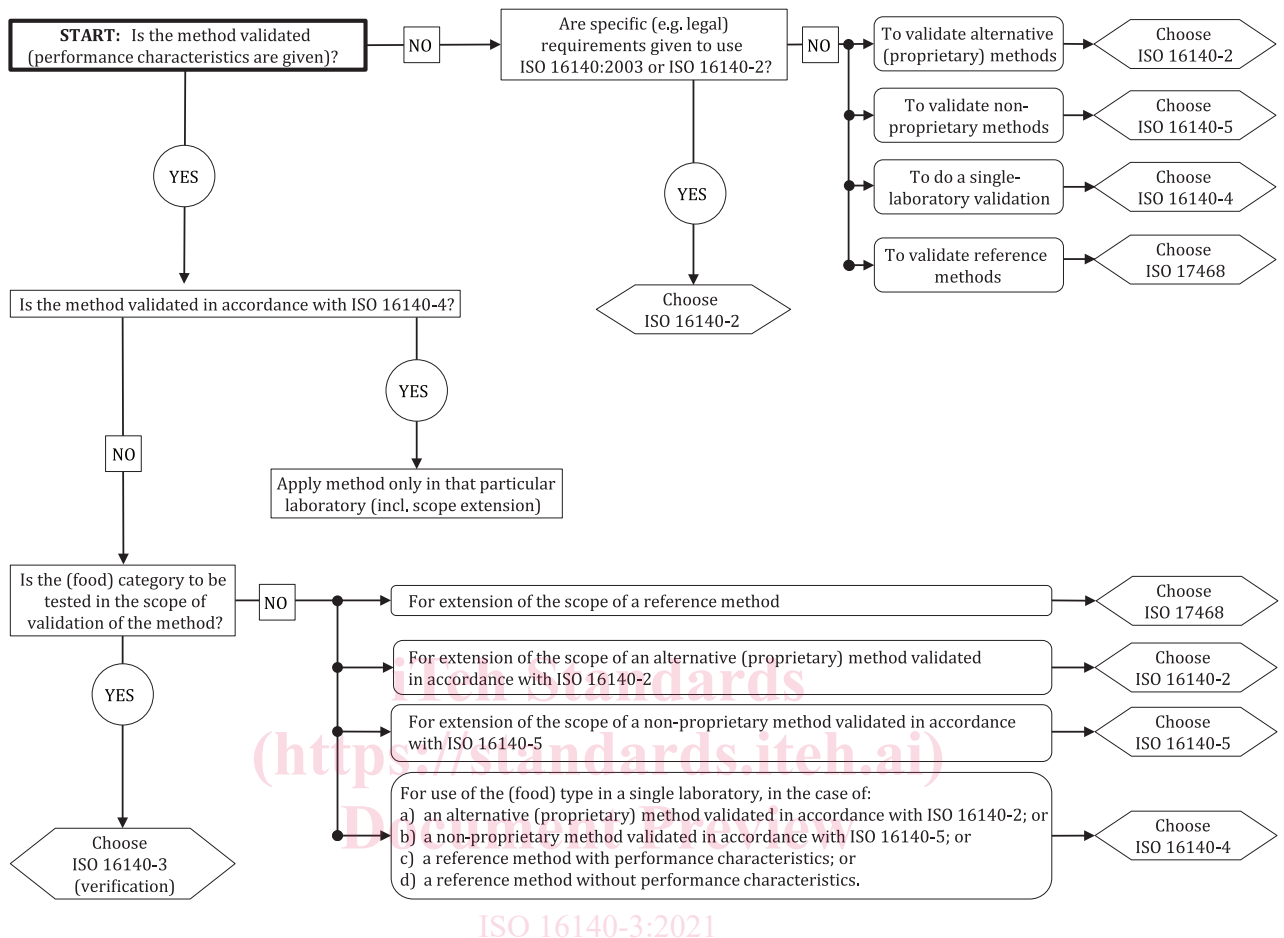 START: Is the method validated
(performance characteristics are given)?
NO
Are specific (e.g. legal)
requirements given to use
ISO 16140:2003 or ISO 16140-2?
NO
To validate alternative
(proprietary) methods
Choose
ISO 16140-2
To validate non-
proprietary methods
Choose
ISO 16140-5
To do a single-
laboratory validation
Choose
ISO 16140-4
To validate reference
methods
Choose
ISO 17468
YES
YES
Choose
ISO 16140-2
Is the method validated in accordance with ISO 16140-4?
YES
NO
Apply method only in that particular
laboratory (incl. scope extension)
Is the (food) category to be
tested in the scope of
validation of the method?
NO
For extension of the scope of a reference method
Choose
ISO 17468
For extension of the scope of an alternative (proprietary) method validated
in accordance with ISO 16140-2
Choose
ISO 16140-2
For extension of the scope of a non-proprietary method validated in accordance
with ISO 16140-5
Choose
ISO 16140-5
For use of the (food) type in a single laboratory, in the case of:
a) an alternative (proprietary) method validated in accordance with ISO 16140-2; or
b) a non-proprietary method validated in accordance with ISO 16140-5; or
c) a reference method with performance characteristics; or
d) a reference method without performance characteristics.
Choose
ISO 16140-4
YES
Choose
ISO 16140-3
(verification)
iTeh Standards
(https://standards.iteh.ai)
Document Preview
ISO 16140-3:2021